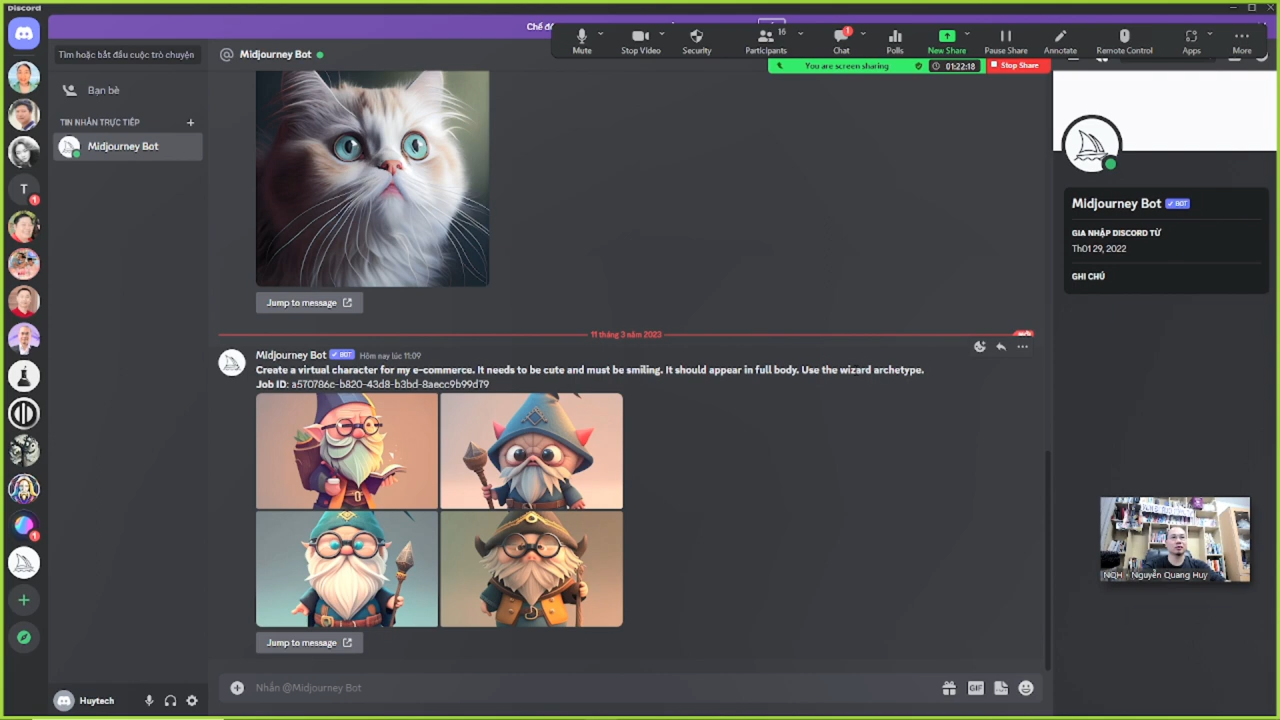 Discord
Chế đ
Mute
Stop Video
Security
Participants
16
Chat
1
Polls
New Share
Pause Share
Annotate
Remote Control
Apps
More
You are screen sharing
01:22:18
Stop Share
Tìm hoặc bắt đầu cuộc trò chuyện
Midjourney Bot
Bạn bè
TIN NHẮN TRỰC TIẾP
Midjourney Bot
T
1
1
Jump to message
11 tháng 3 năm 2023
Midjourney Bot BOT Hôm nay lúc 11:09
Create a virtual character for my e-commerce. It needs to be cute and must be smiling. It should appear in full body. Use the wizard archetype.
Job ID: a570786c-b820-43d8-b3bd-8aecc9b99d79
Jump to message
Nhắn @Midjourney Bot
GIF
Huytech
Midjourney Bot BOT
GIA NHẬP DISCORD TỪ
Th01 29, 2022
GHI CHÚ
NQH - Nguyễn Quang Huy